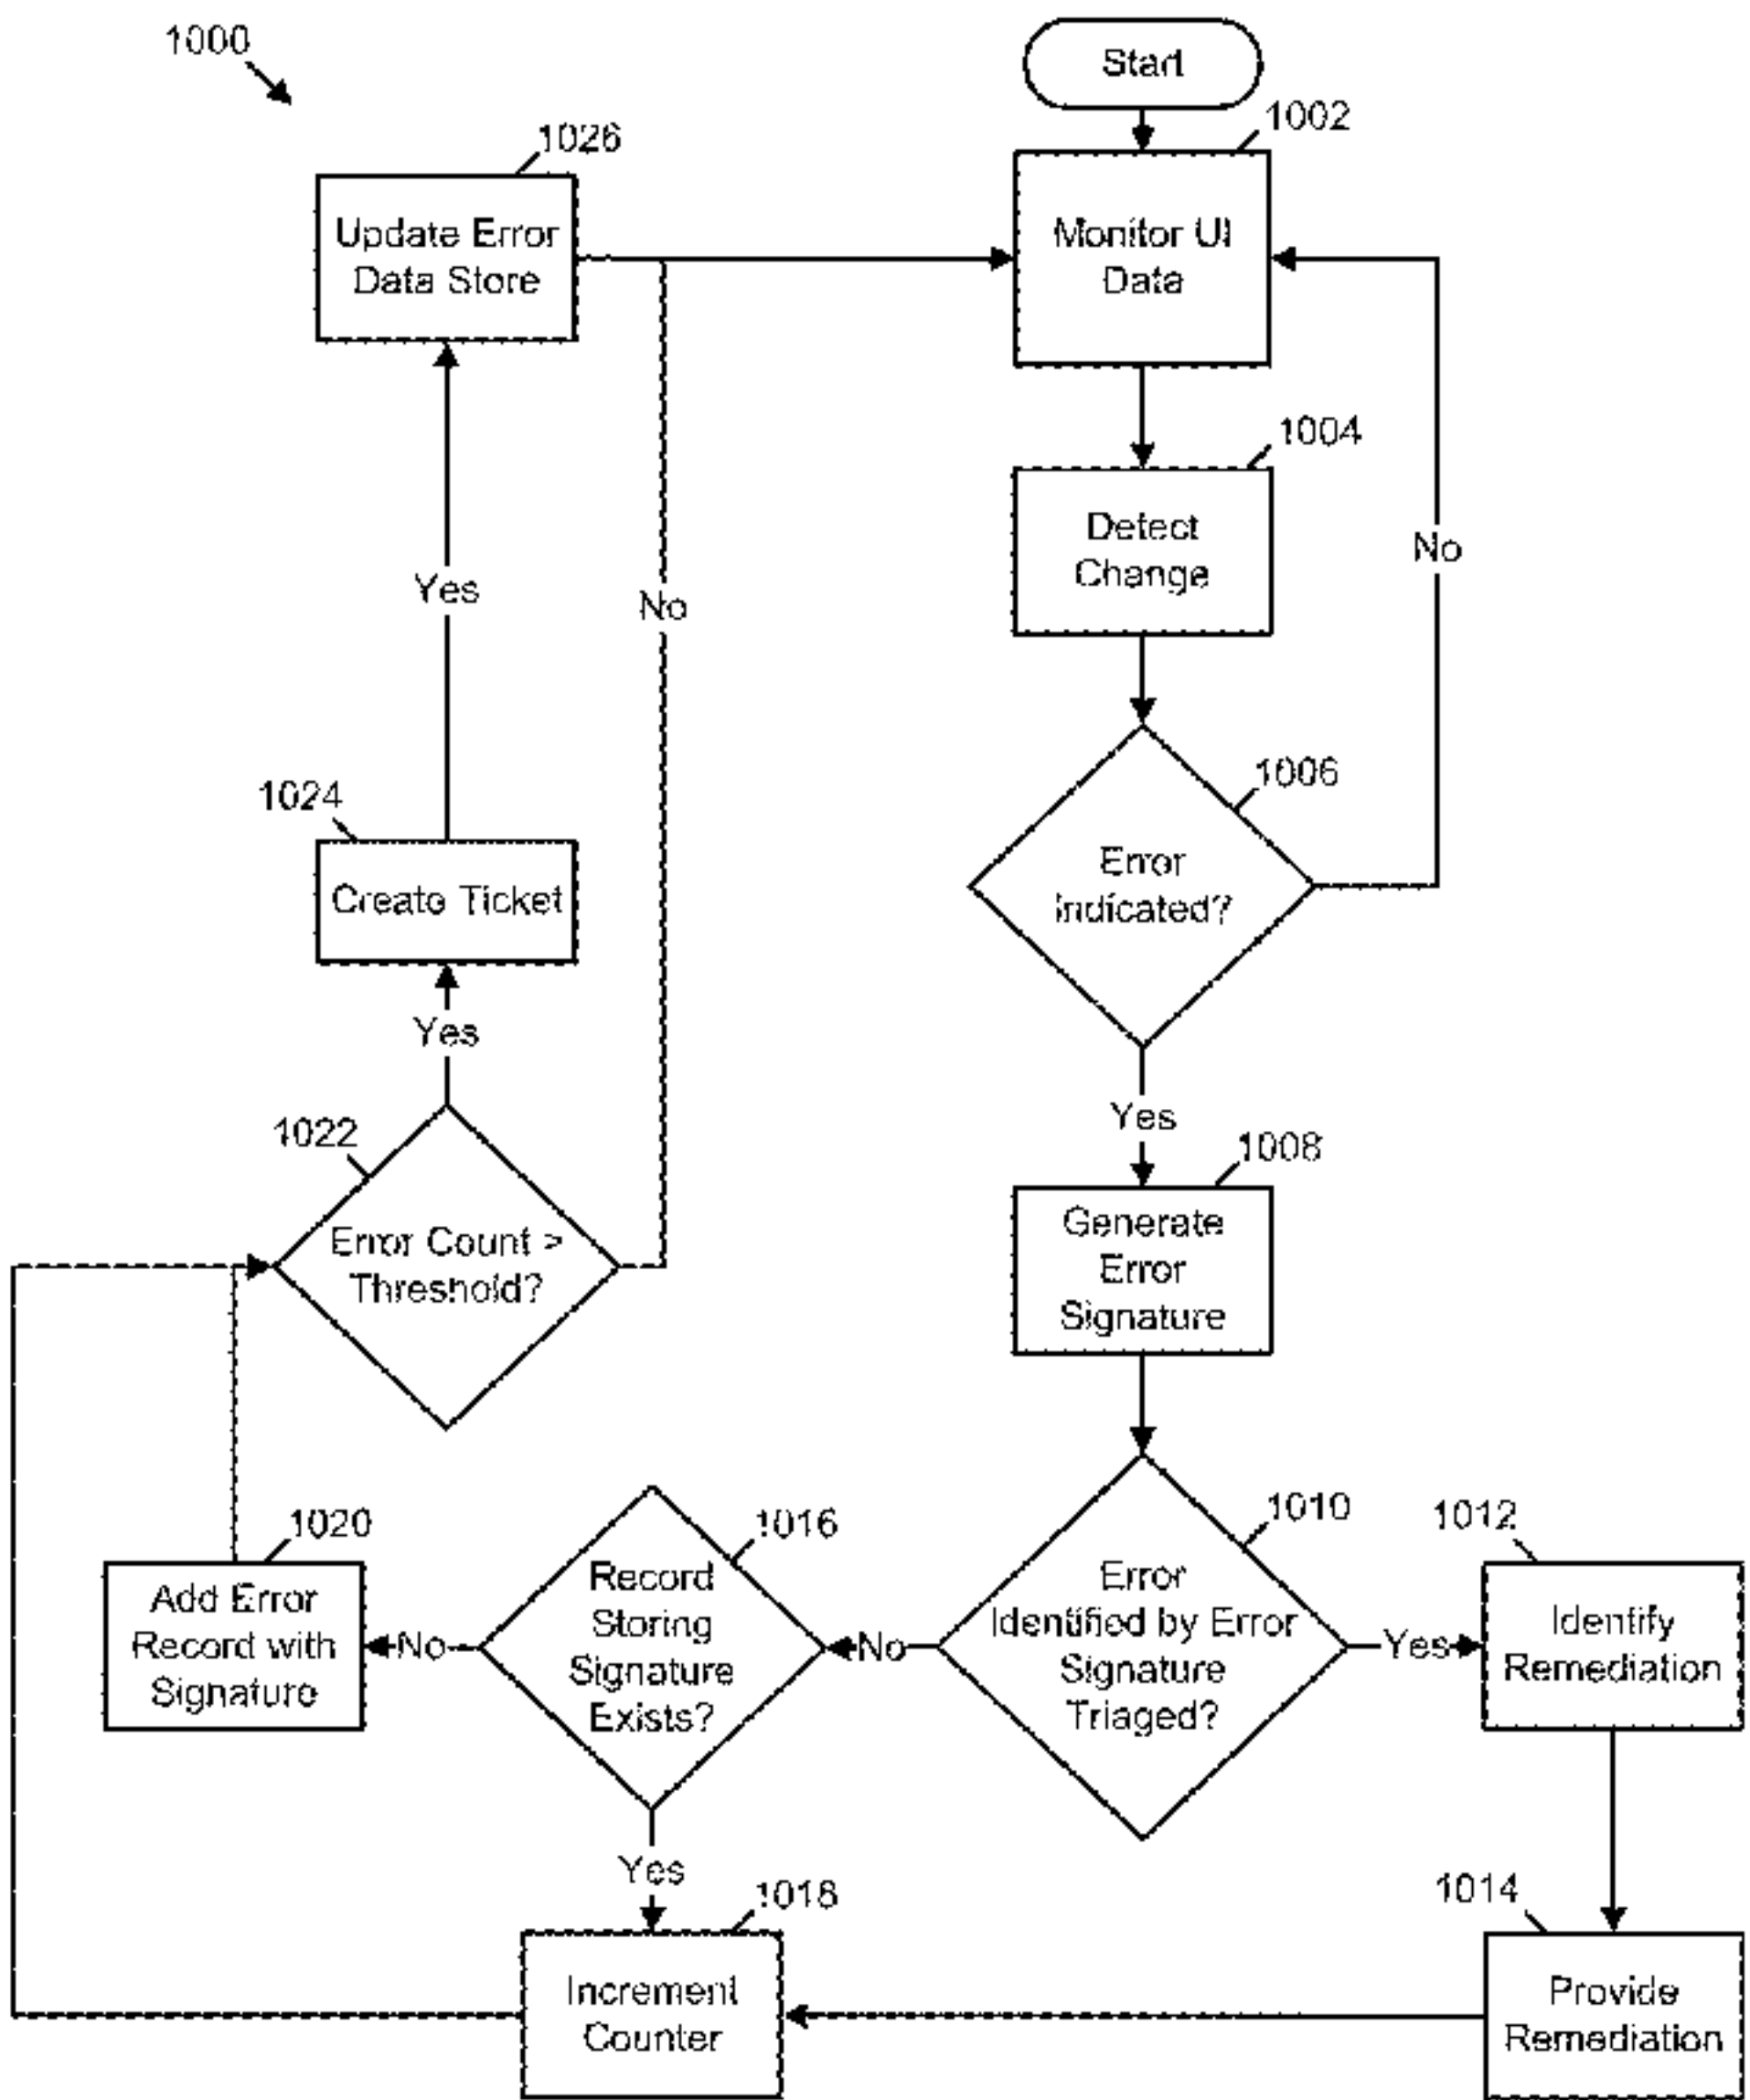 1000
Start
1002
1026
Update Error
Data Store
Monitor UI
Data
1004
Detect
Change
No
Yes
No
1006
1024
Error
Indicated?
Create Ticket
Yes
Yes
1022
1008
Generate
Error
Signature
Error Count >
Threshold?
1020
1016
1010
1012
Add Error
Record with
Signature
No
Record
Storing
Signature
Exists?
No
Error
Identified by Error
Signature
Triaged?
Yes
Identify
Remediation
Yes
1018
1014
Increment
Counter
Provide
Remediation